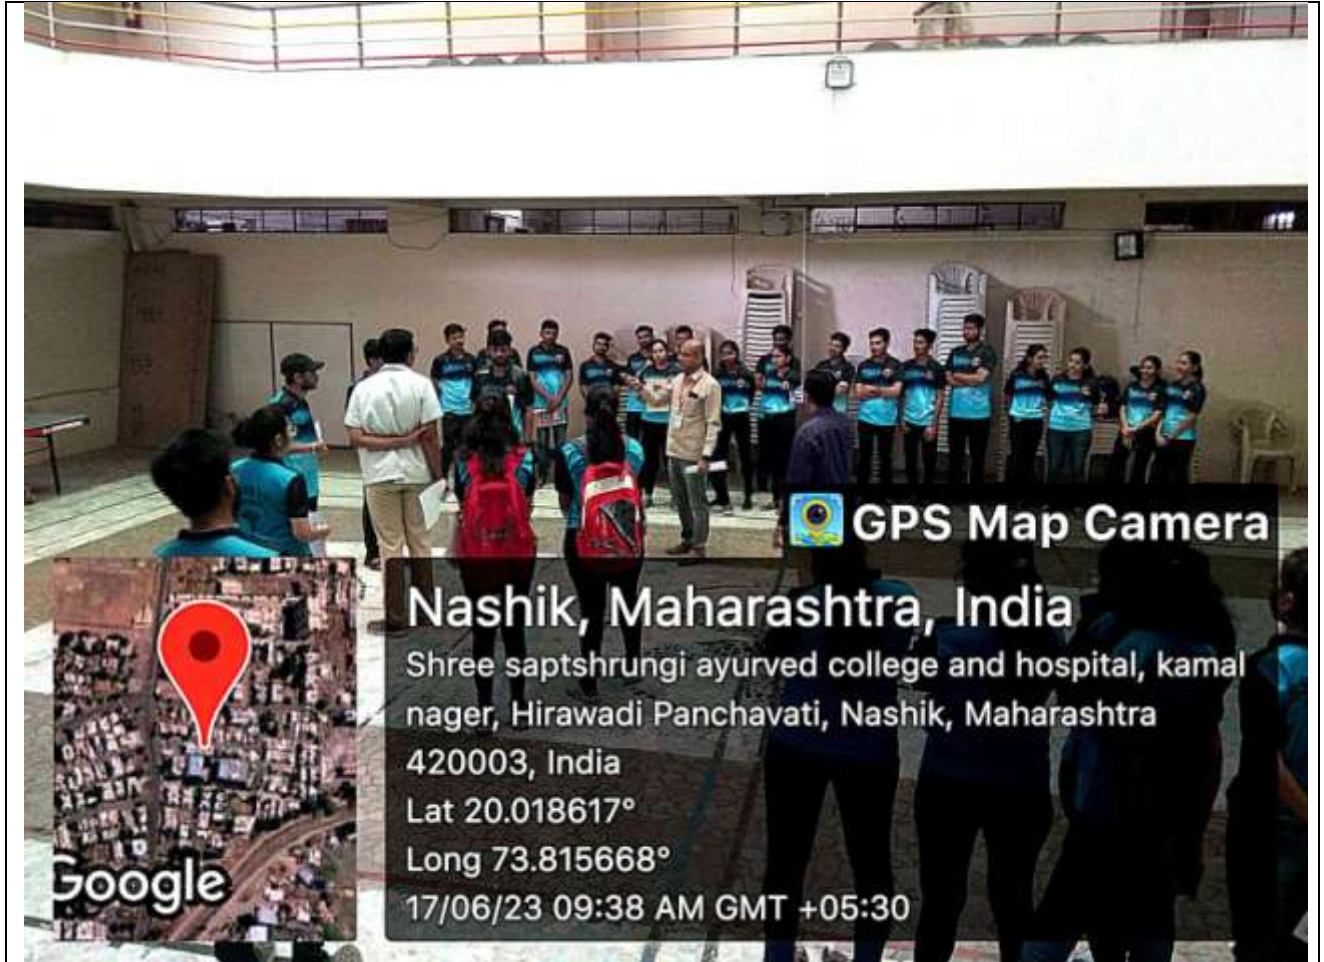 GPS Map Camera
Nashik, Maharashtra, India
Shree saptshrungi ayurved college and hospital, kamal
nager, Hirawadi Panchavati, Nashik, Maharashtra
420003, India
Lat 20.018617°
Long 73.815668°
17/06/23 09:38 AM GMT +05:30
Google